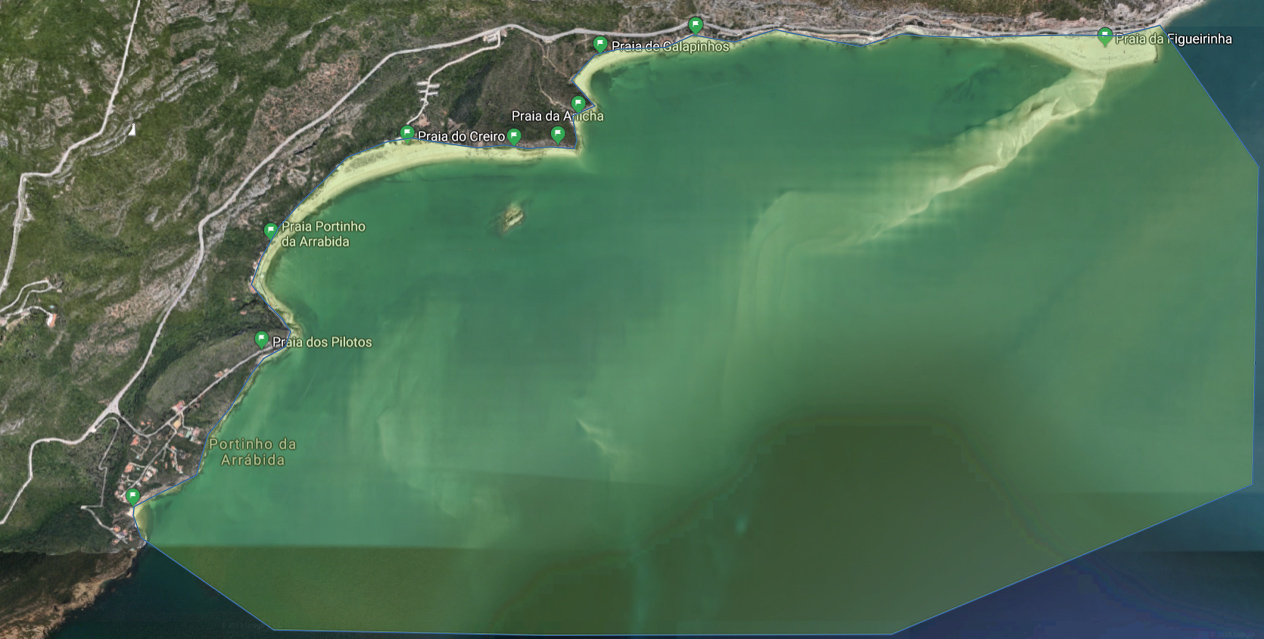 Praia de Galapinhos
Praia da Figueirinha
Praia da Anicha
Praia do Creiro
Praia Portinho
da Arrabida
Praia dos Pilotos
Portinho da
Arrábida